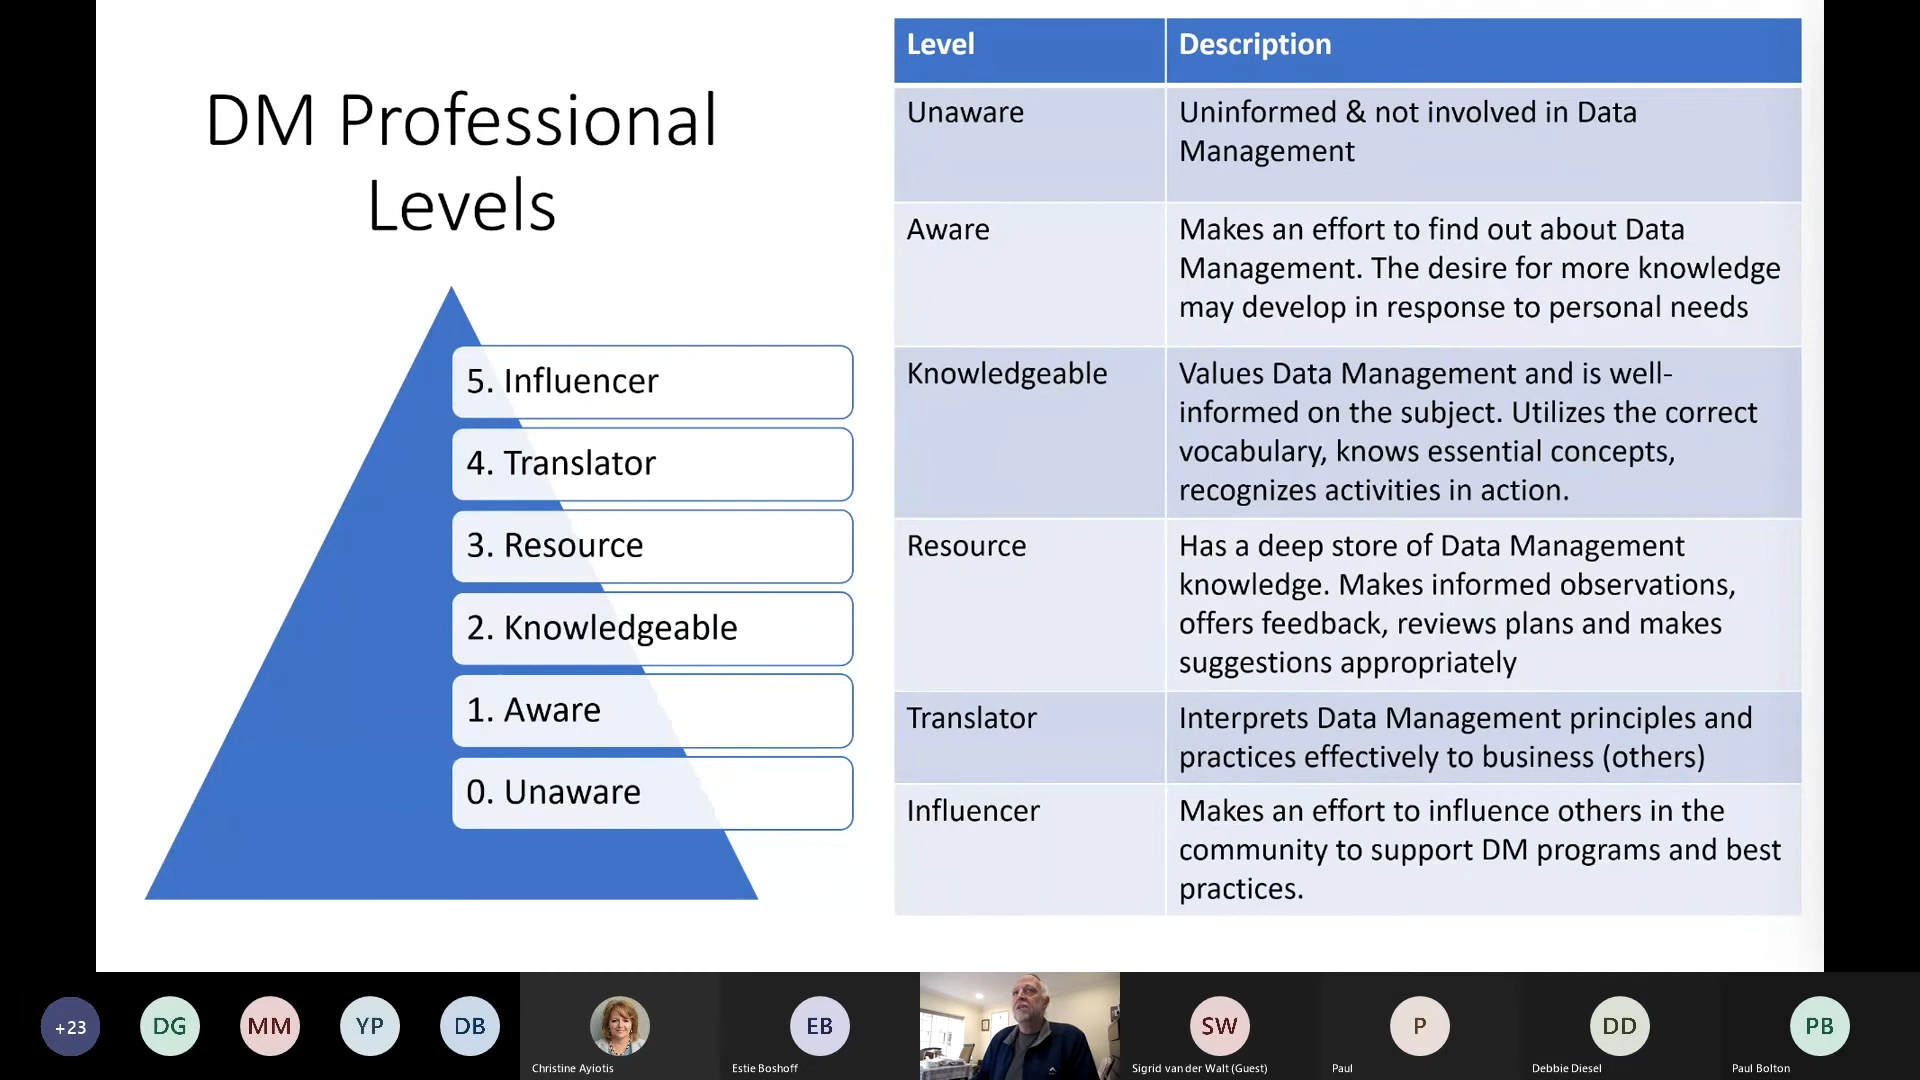 DM Professional
Levels
5. Influencer
4. Translator
3. Resource
2. Knowledgeable
1. Aware
0. Unaware
Level
Description
Unaware
Uninformed & not involved in Data
Management
Aware
Makes an effort to find out about Data
Management. The desire for more knowledge
may develop in response to personal needs
Knowledgeable
Values Data Management and is well-
informed on the subject. Utilizes the correct
vocabulary, knows essential concepts,
recognizes activities in action.
Resource
Has a deep store of Data Management
knowledge. Makes informed observations,
offers feedback, reviews plans and makes
suggestions appropriately
Translator
Interprets Data Management principles and
practices effectively to business (others)
Influencer
Makes an effort to influence others in the
community to support DM programs and best
practices.
+23
DG
MM
YP
DB
Christine Ayiotis
EB
Estie Boshoff
SW
Sigrid van der Walt (Guest)
P
Paul
DD
Debbie Diesel
PB
Paul Bolton